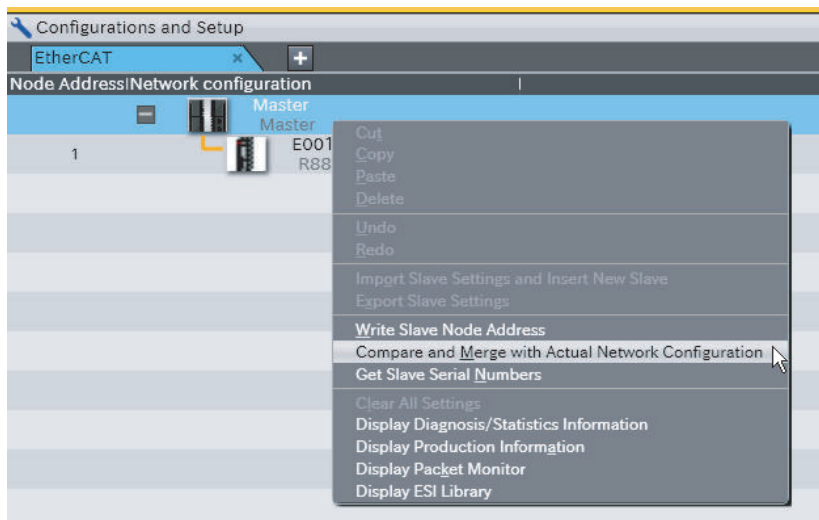 Configurations and Setup
EtherCAT × +
Node Address|Network configuration
Master
Master
1
E001
R88
Cut
Copy
Paste
Delete
Undo
Redo
Import Slave Settings and Insert New Slave
Export Slave Settings
Write Slave Node Address
Compare and Merge with Actual Network Configuration
Get Slave Serial Numbers
Clear All Settings
Display Diagnosis/Statistics Information
Display Production Information
Display Packet Monitor
Display ESI Library